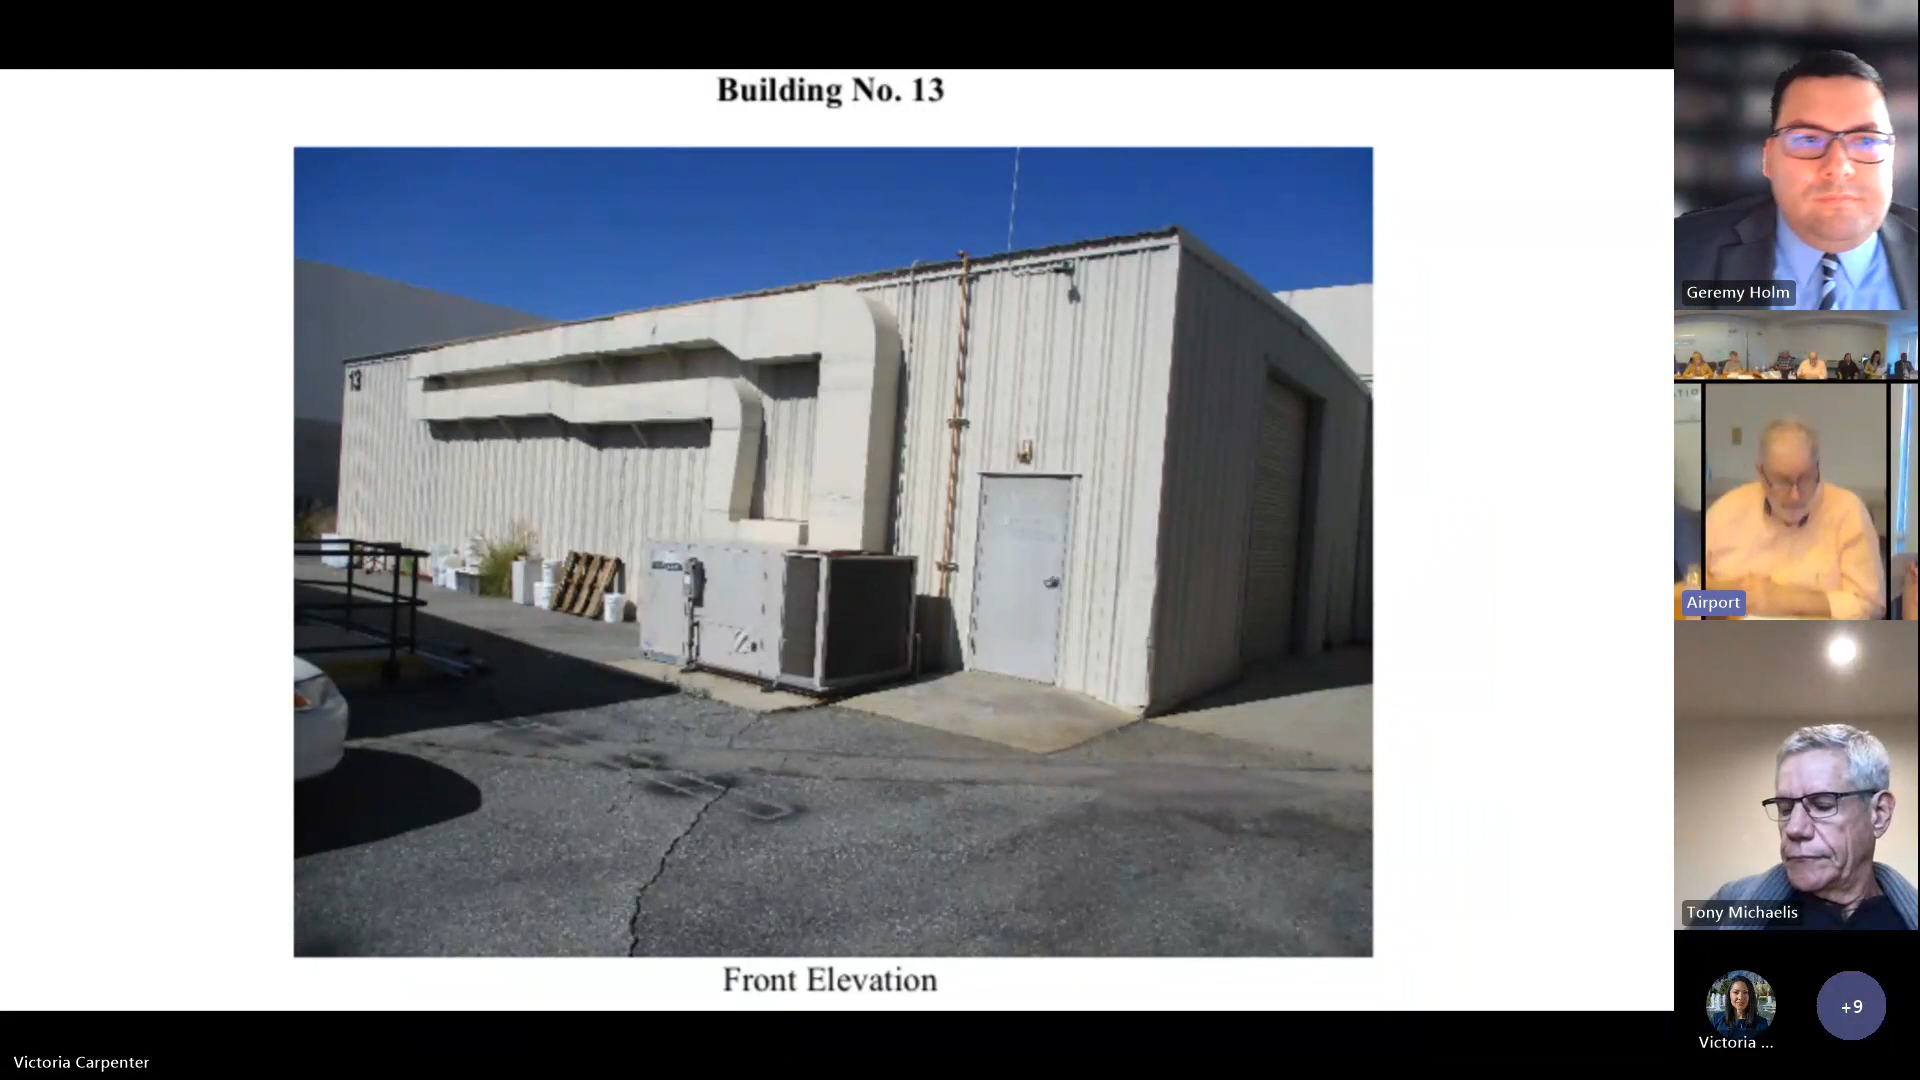 Building No. 13
13
Front Elevation
Victoria Carpenter
Geremy Holm
Airport
Tony Michaelis
Victoria ...
+9